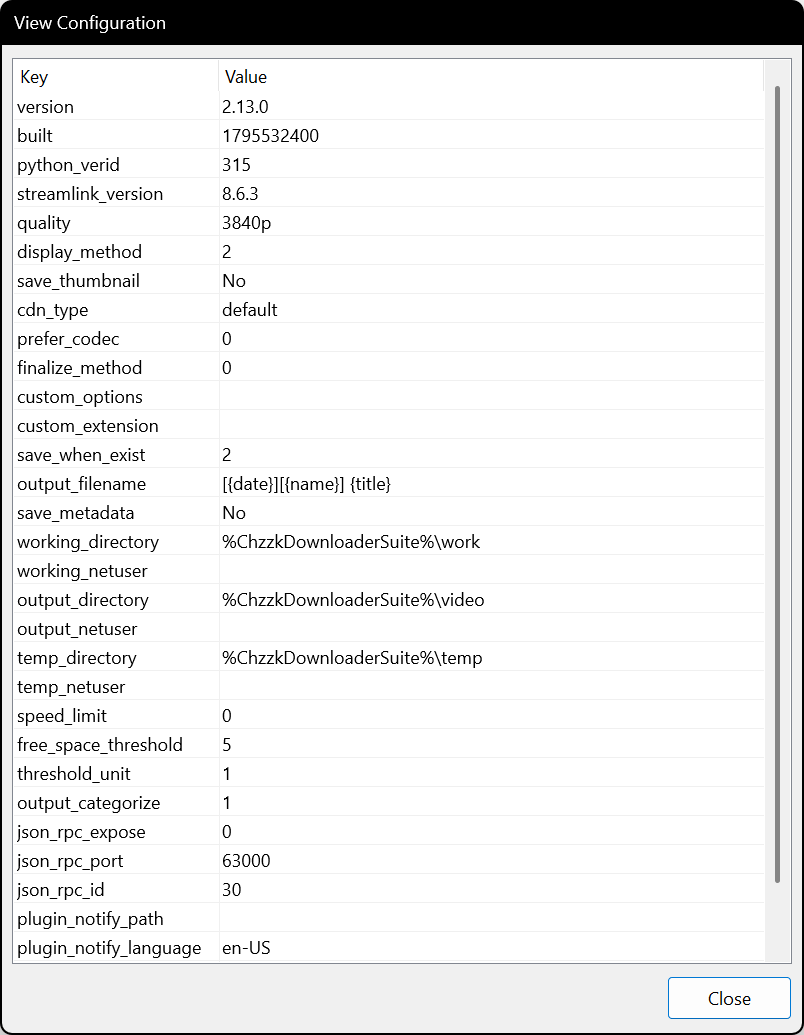 View Configuration
Key Value
version 2.13.0
built 1795532400
python_verid 315
streamlink_version 8.6.3
quality 3840p
display_method 2
save_thumbnail No
cdn_type default
prefer_codec 0
finalize_method 0
custom_options
custom_extension
save_when_exist 2
output_filename [{date}][{name}] {title}
save_metadata No
working_directory %ChzzkDownloaderSuite%\work
working_netuser
output_directory %ChzzkDownloaderSuite%\video
output_netuser
temp_directory %ChzzkDownloaderSuite%\temp
temp_netuser
speed_limit 0
free_space_threshold 5
threshold_unit 1
output_categorize 1
json_rpc_expose 0
json_rpc_port 63000
json_rpc_id 30
plugin_notify_path
plugin_notify_language en-US
Close